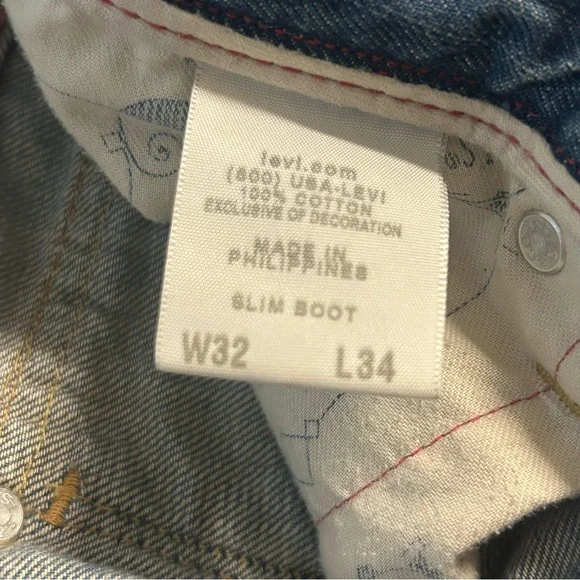 levi.com
(800) USA-LEVI
100% COTTON
EXCLUSIVE OF DECORATION
MADE IN
PHILIPPINES
SLIM BOOT
W32 L34